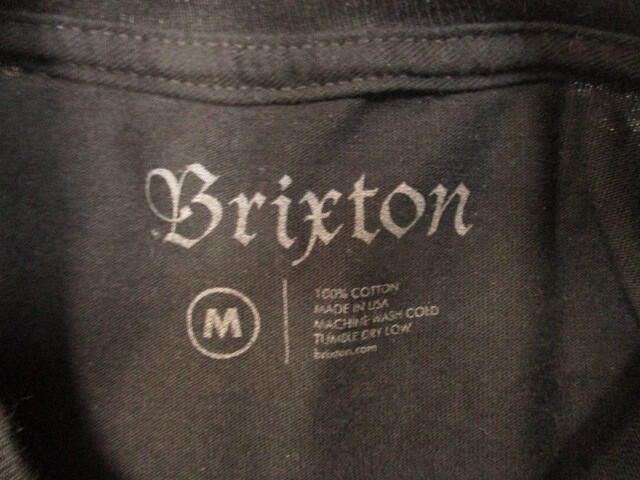 Brixton
M
100% COTTON
MADE IN USA
MACHINE WASH COLD
TUMBLE DRY LOW
brixton.com